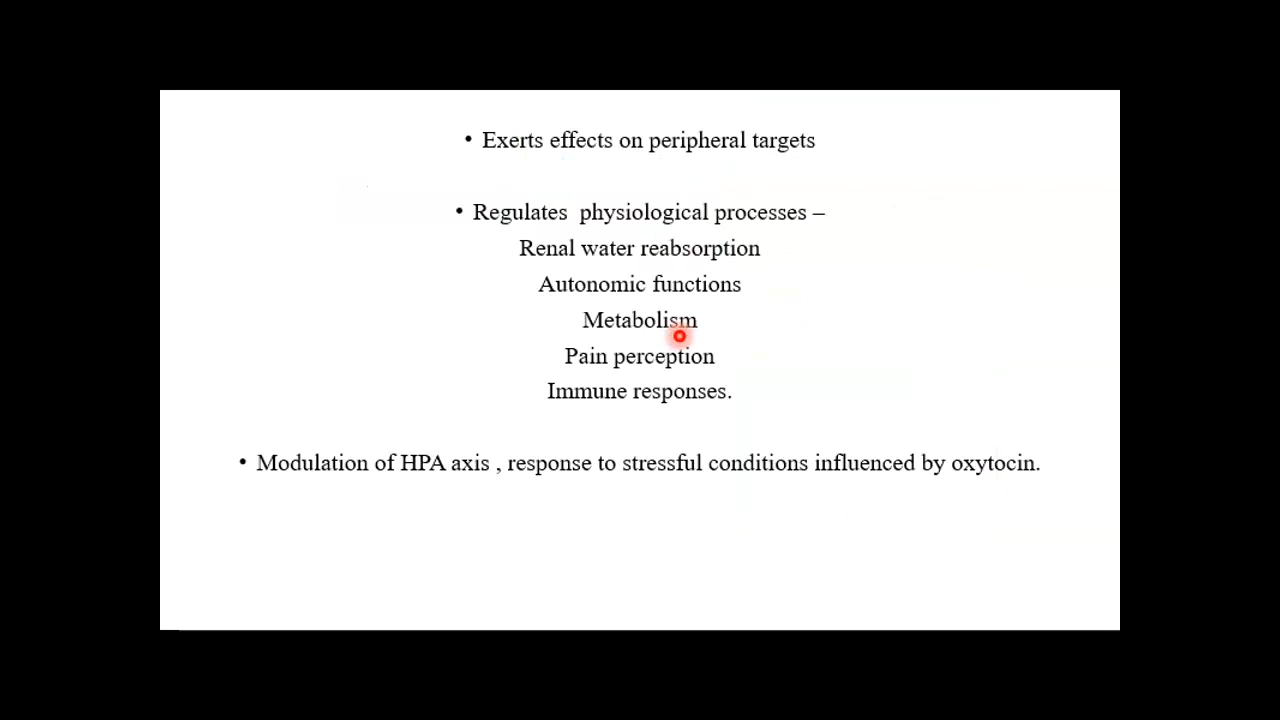 • Exerts effects on peripheral targets
• Regulates  physiological processes –
Renal water reabsorption
Autonomic functions
Metabolism
Pain perception
Immune responses.
• Modulation of HPA axis , response to stressful conditions influenced by oxytocin.